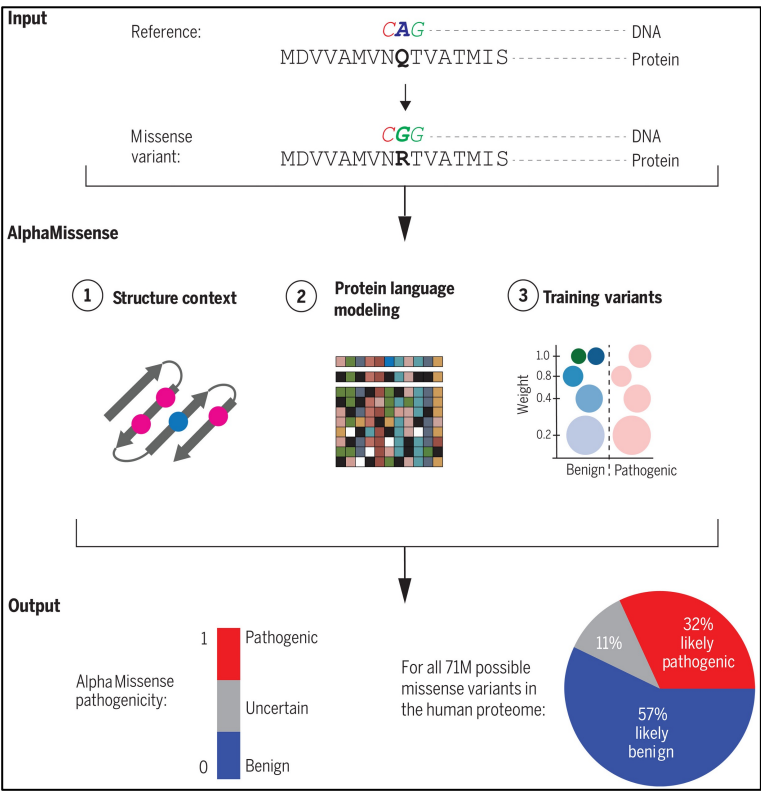 Input
Reference:
CAG
DNA
MDVVAMVNQTVATMIS
Protein
Missense
variant:
CGG
DNA
MDVVAMVNRTVATMIS
Protein
AlphaMissense
1
Structure context
2
Protein language
modeling
3
Training variants
Weight
1.0
0.8
0.4
0.2
Benign
Pathogenic
Output
AlphaMissense
pathogenicity:
1
Pathogenic
Uncertain
0
Benign
For all 71M possible
missense variants in
the human proteome:
11%
32%
likely
pathogenic
57%
likely
benign